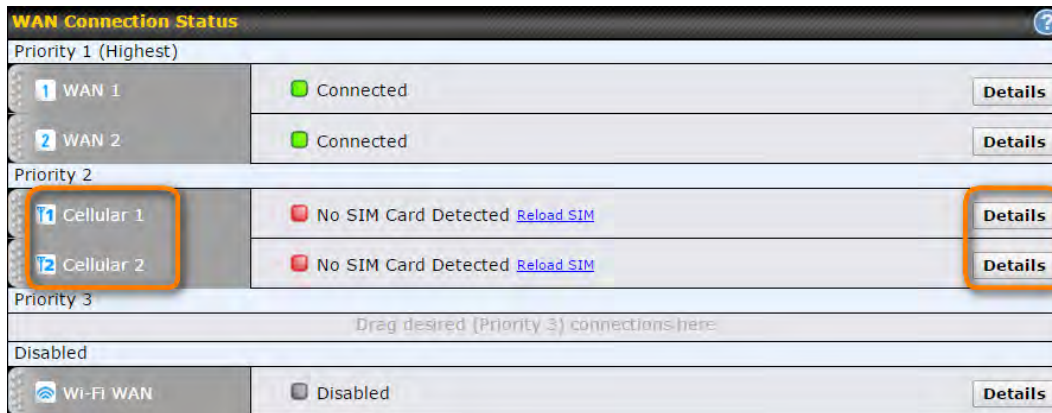 WAN Connection Status ?
Priority 1 (Highest)
1 WAN 1 Connected Details
2 WAN 2 Connected Details
Priority 2
1 Cellular 1 No SIM Card Detected Reload SIM Details
2 Cellular 2 No SIM Card Detected Reload SIM Details
Priority 3
Drag desired (Priority 3) connections here
Disabled
Wi-Fi WAN Disabled Details